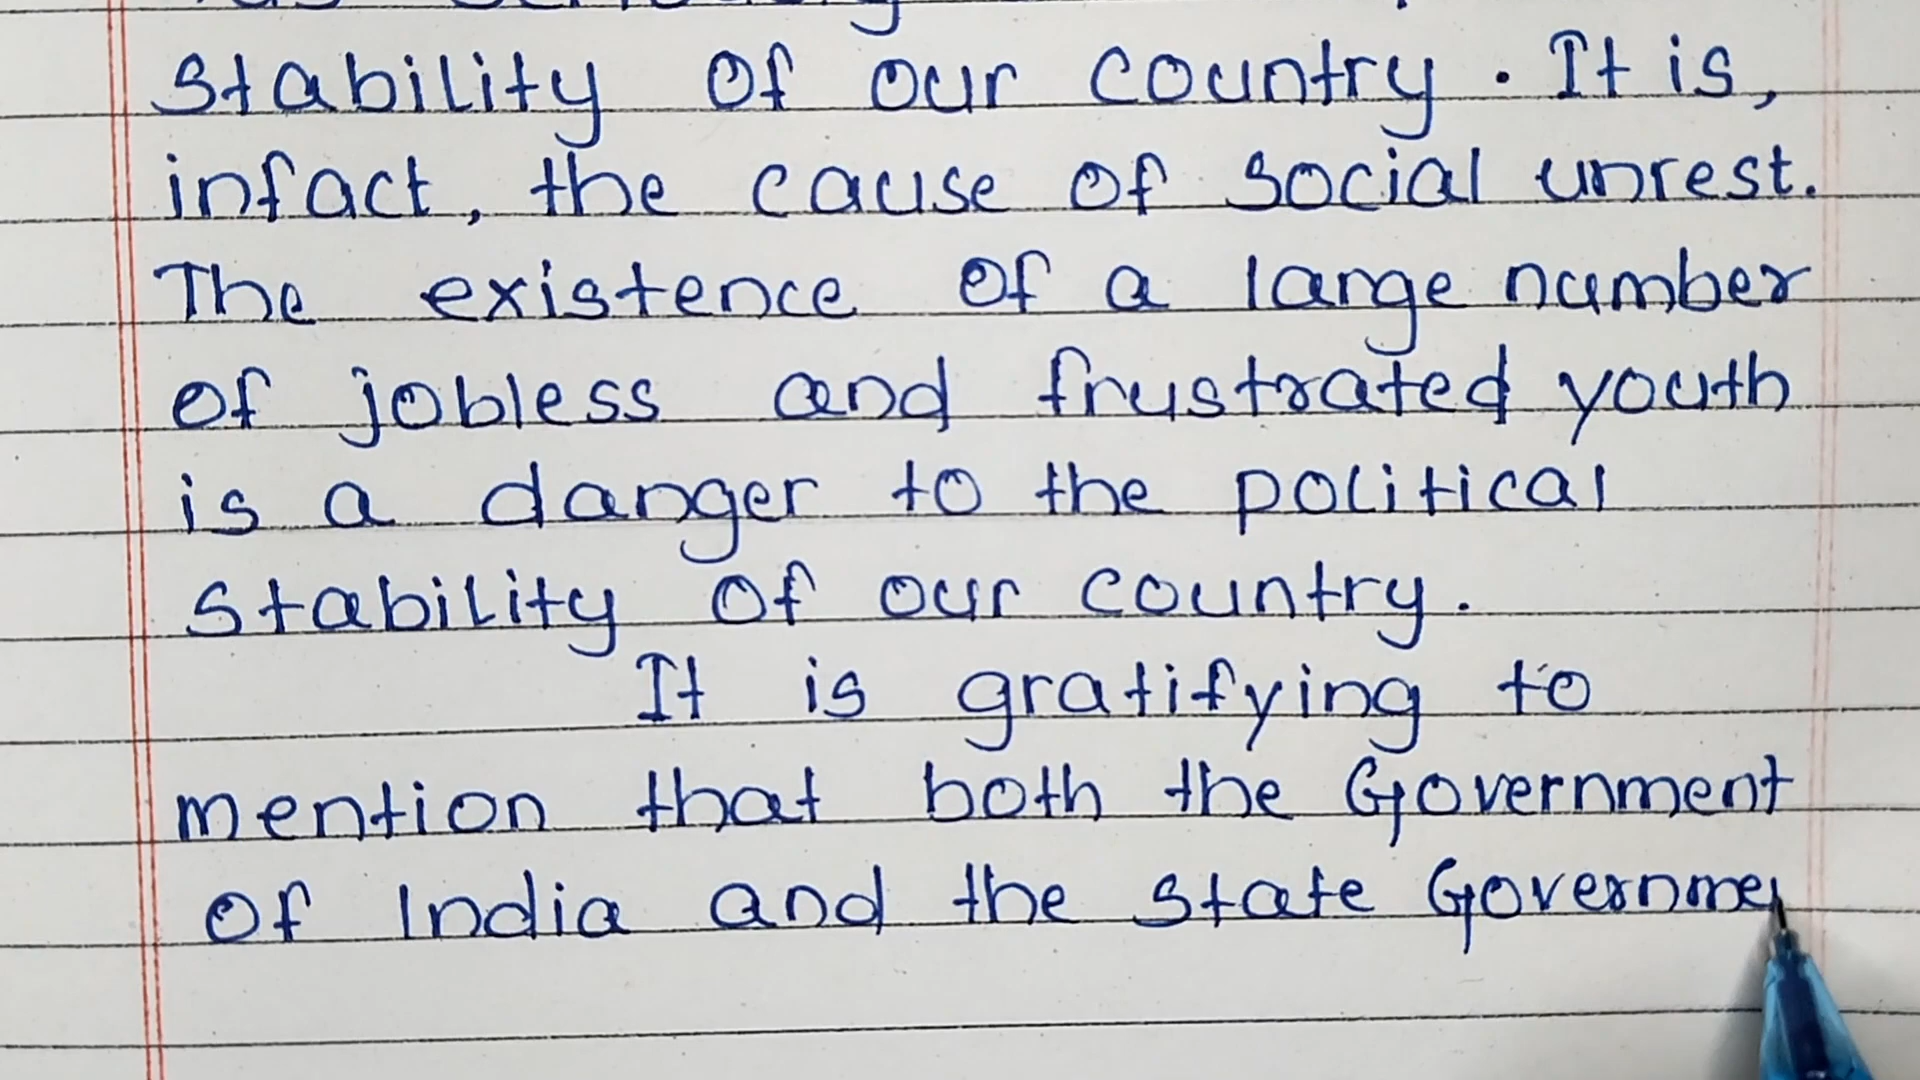 stability of our country. It is,
infact, the cause of social unrest.
The existence of a large number
of jobless and frustrated youth
is a danger to the political
stability of our country.
It is gratifying to
mention that both the Government
of India and the state Governme